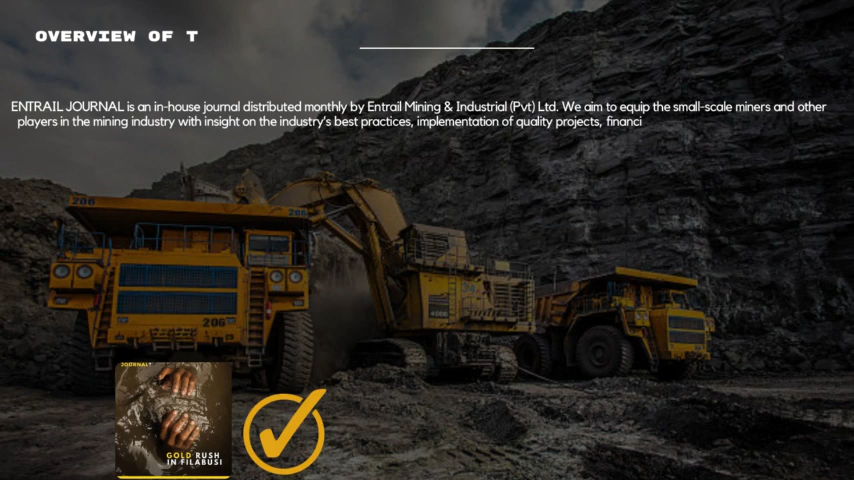 OVERVIEW OF T
ENTRAIL JOURNAL is an in-house journal distributed monthly by Entrail Mining & Industrial (Pvt) Ltd. We aim to equip the small-scale miners and other
players in the mining industry with insight on the industry's best practices, implementation of quality projects, financi
206
206
206
JOURNAL
GOLD RUSH
IN FILABUSI